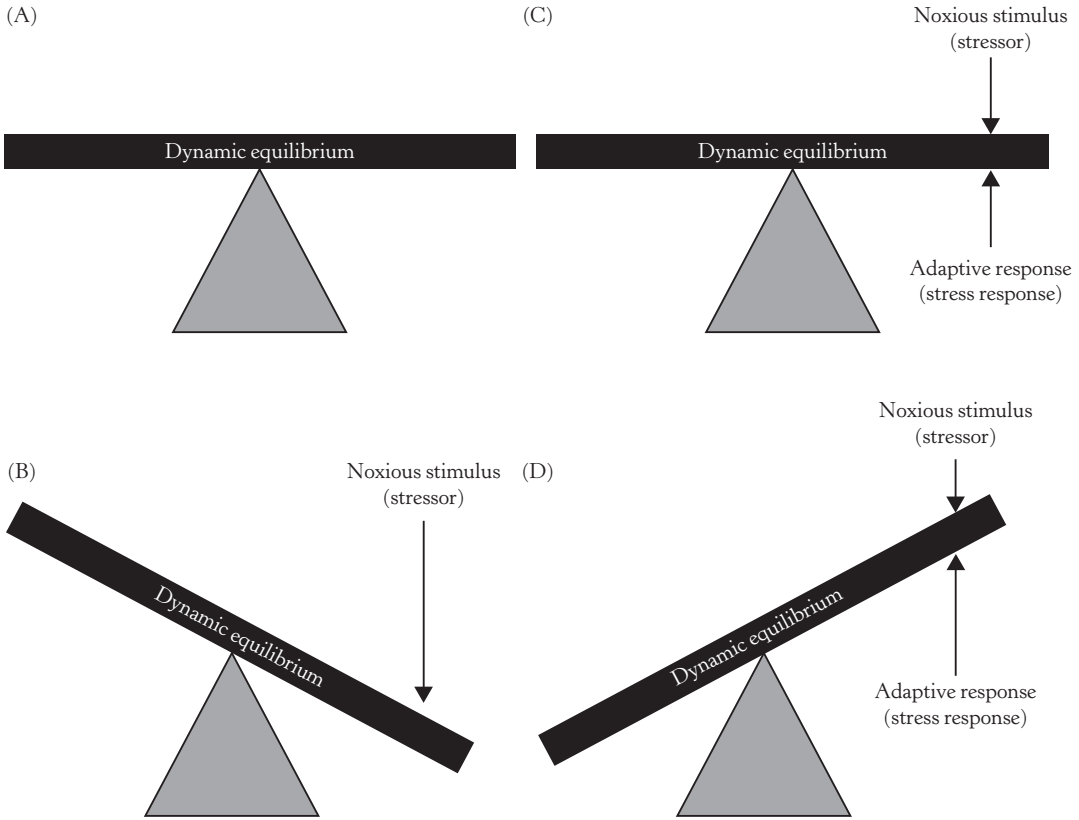 (A)
Dynamic equilibrium
(C)
Noxious stimulus
(stressor)
Dynamic equilibrium
Adaptive response
(stress response)
(B)
Noxious stimulus
(stressor)
Dynamic equilibrium
(D)
Noxious stimulus
(stressor)
Dynamic equilibrium
Adaptive response
(stress response)